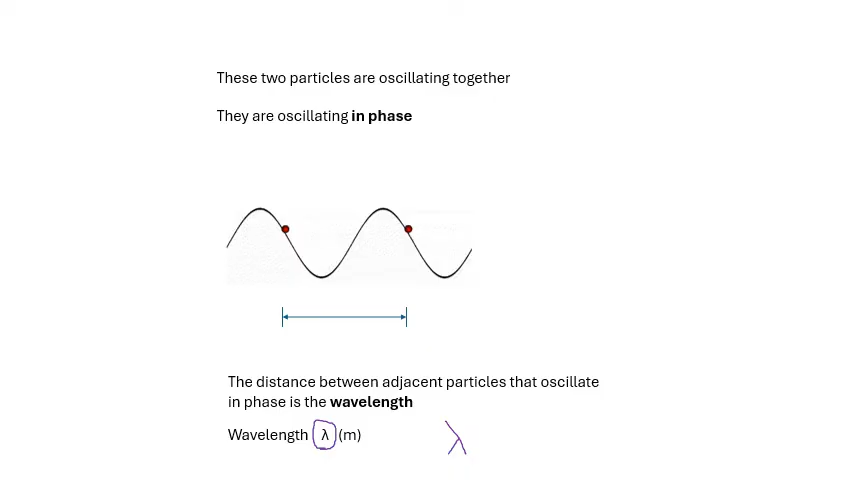 These two particles are oscillating together
They are oscillating in phase
The distance between adjacent particles that oscillate
in phase is the wavelength
Wavelength λ (m)
λ